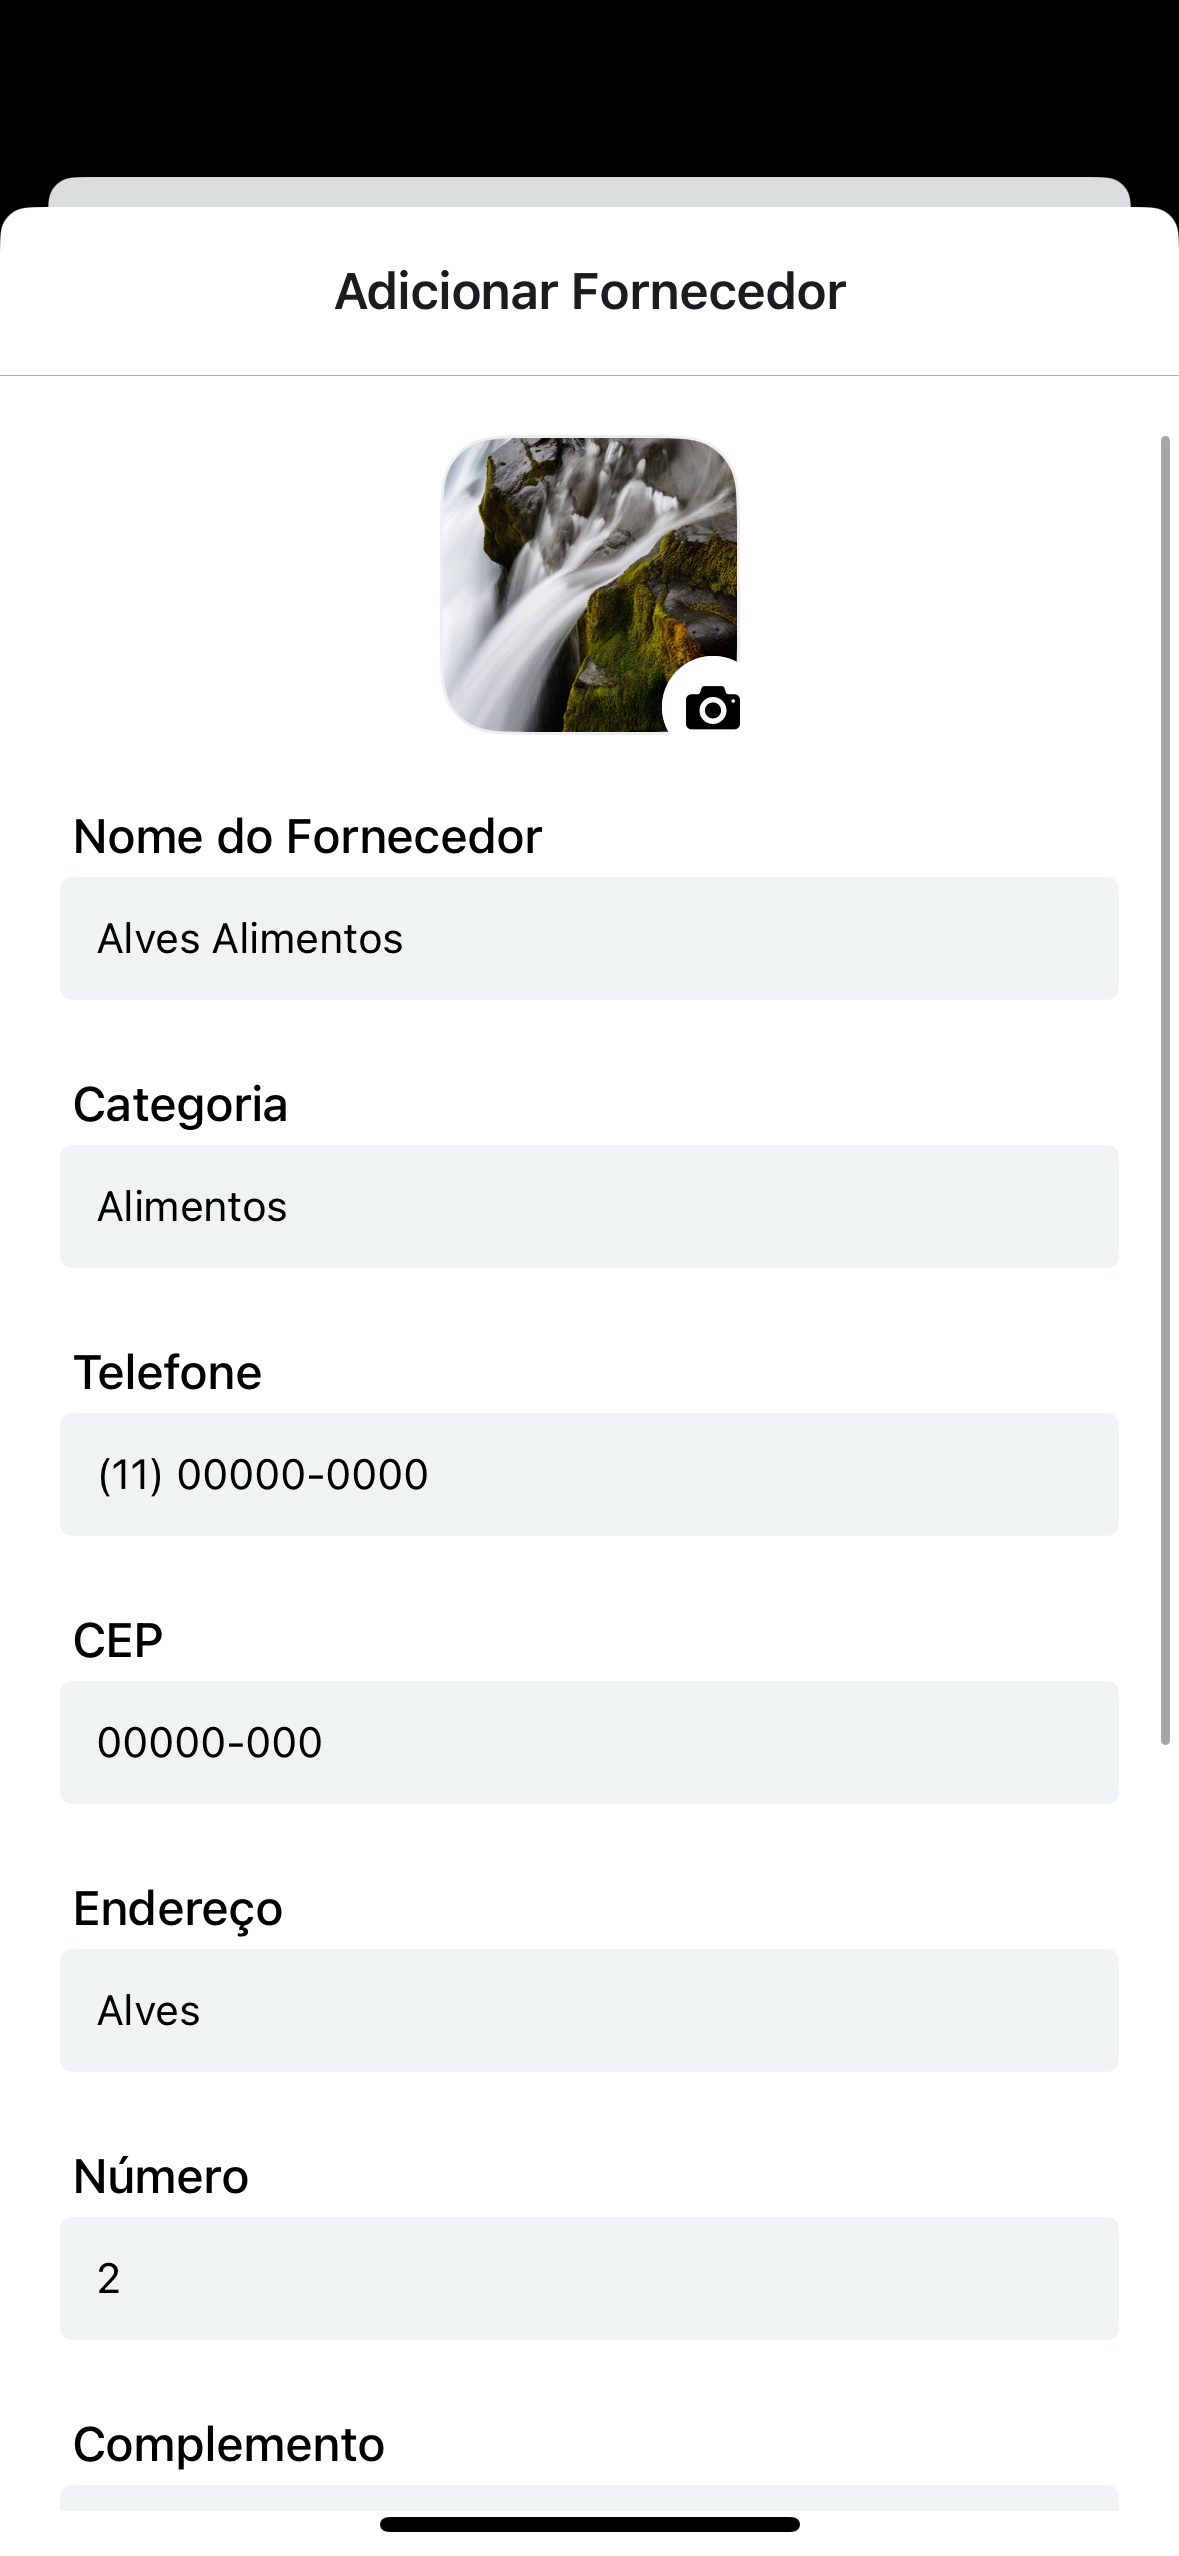 Adicionar Fornecedor
Nome do Fornecedor
Alves Alimentos
Categoria
Alimentos
Telefone
(11) 00000-0000
CEP
00000-000
Endereço
Alves
Número
2
Complemento